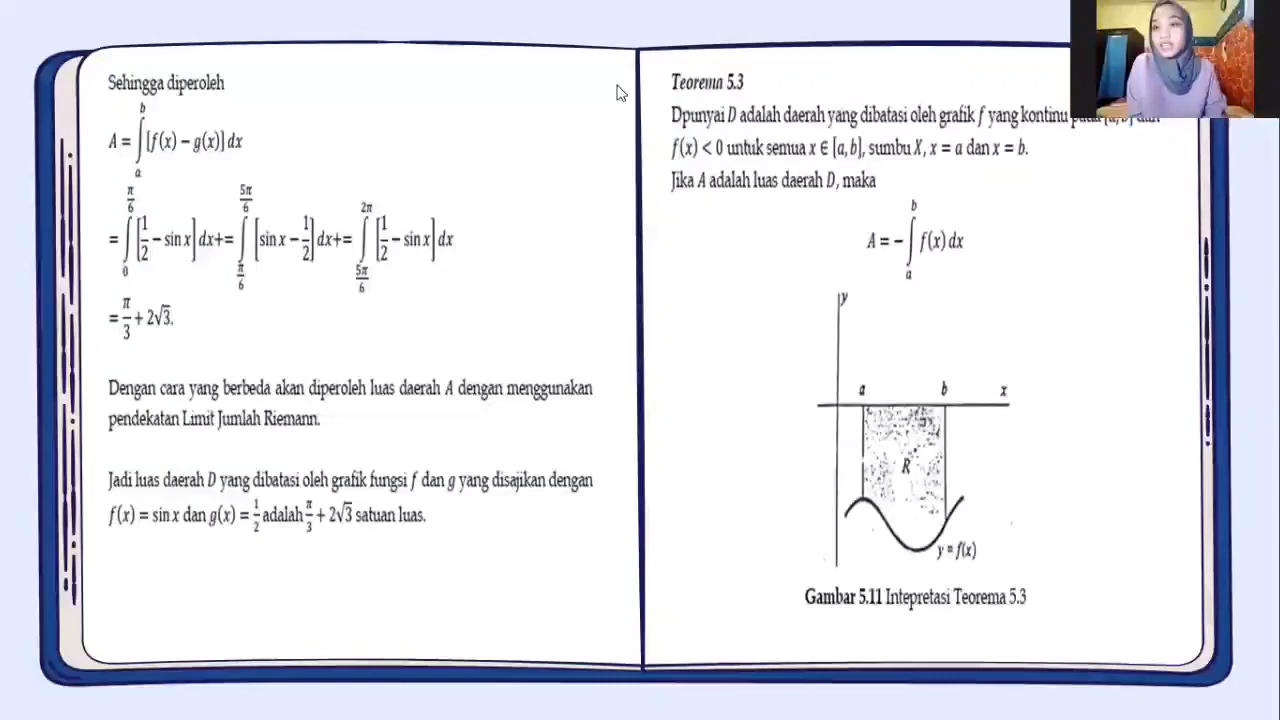 Sehingga diperoleh
A = ∫_a^b [f(x) − g(x)] dx
= ∫_0^{π/6} [1/2 − sin x] dx+= ∫_{π/6}^{5π/6} [sin x − 1/2] dx+= ∫_{5π/6}^{2π} [1/2 − sin x] dx
= π/3 + 2√3.
Dengan cara yang berbeda akan diperoleh luas daerah A dengan menggunakan
pendekatan Limit Jumlah Riemann.
Jadi luas daerah D yang dibatasi oleh grafik fungsi f dan g yang disajikan dengan
f(x) = sin x dan g(x) = 1/2 adalah π/3 + 2√3 satuan luas.
Teorema 5.3
Dpunyai D adalah daerah yang dibatasi oleh grafik f yang kontinu
f(x) < 0 untuk semua x ∈ [a, b], sumbu X, x = a dan x = b.
Jika A adalah luas daerah D, maka
A = − ∫_a^b f(x) dx
y
a b x
R
y = f(x)
Gambar 5.11 Intepretasi Teorema 5.3